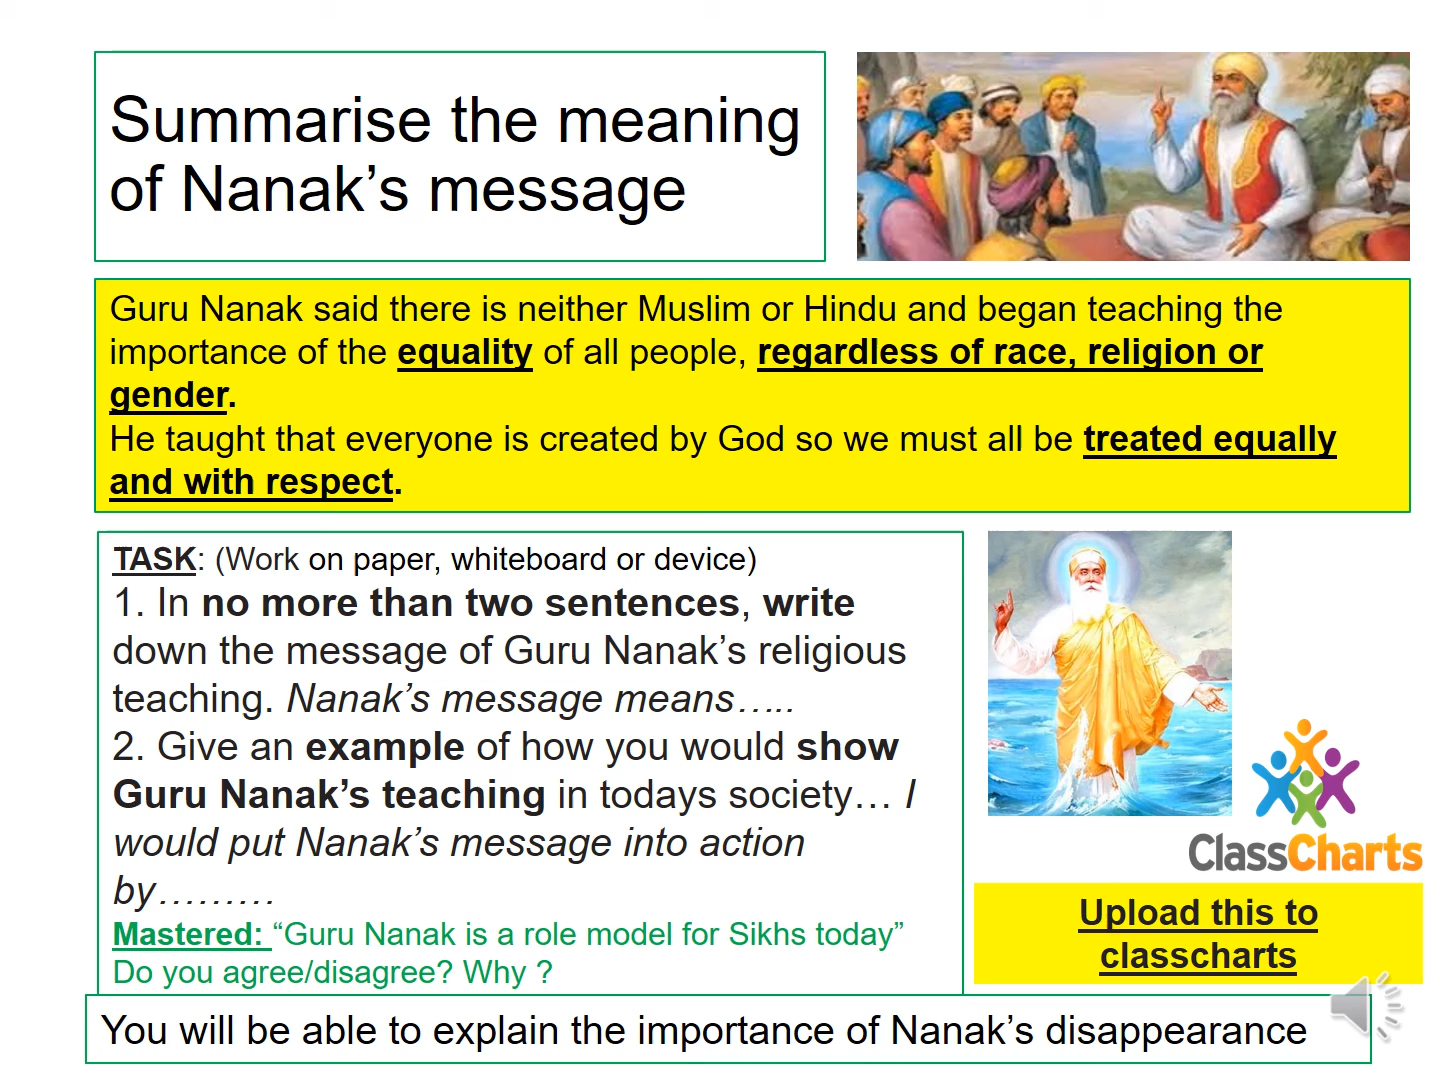 Summarise the meaning
of Nanak’s message
Guru Nanak said there is neither Muslim or Hindu and began teaching the
importance of the equality of all people, regardless of race, religion or
gender.
He taught that everyone is created by God so we must all be treated equally
and with respect.
TASK: (Work on paper, whiteboard or device)
1. In no more than two sentences, write
down the message of Guru Nanak’s religious
teaching. Nanak’s message means…..
2. Give an example of how you would show
Guru Nanak’s teaching in todays society… I
would put Nanak’s message into action
by………
Mastered: “Guru Nanak is a role model for Sikhs today”
Do you agree/disagree? Why ?
ClassCharts
Upload this to
classcharts
You will be able to explain the importance of Nanak’s disappearance